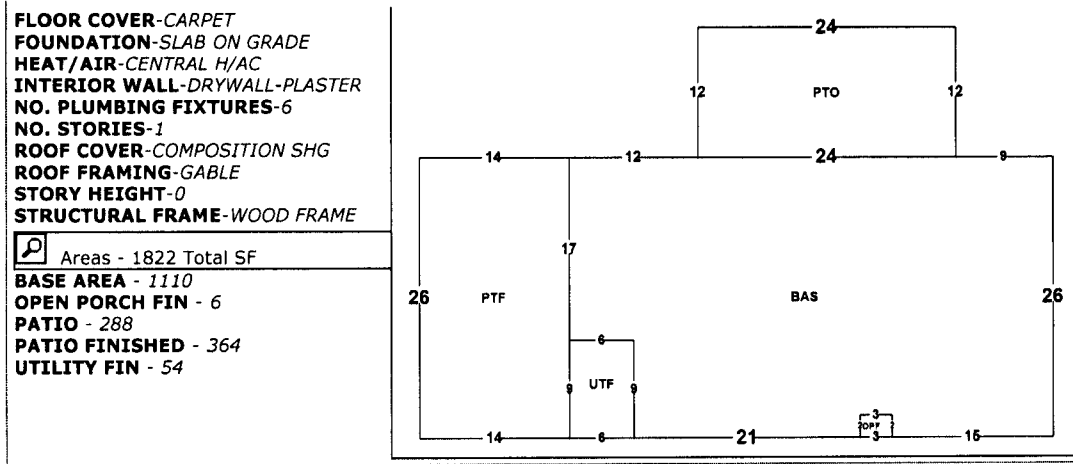 FLOOR COVER-CARPET
FOUNDATION-SLAB ON GRADE
HEAT/AIR-CENTRAL H/AC
INTERIOR WALL-DRYWALL-PLASTER
NO. PLUMBING FIXTURES-6
NO. STORIES-1
ROOF COVER-COMPOSITION SHG
ROOF FRAMING-GABLE
STORY HEIGHT-0
STRUCTURAL FRAME-WOOD FRAME
Areas - 1822 Total SF
BASE AREA - 1110
OPEN PORCH FIN - 6
PATIO - 288
PATIO FINISHED - 364
UTILITY FIN - 54
24
12 PTO 12
14 12 24 9
17
26 PTF BAS 26
6
9 UTF 9
3
OPF
14 6 21 3 15